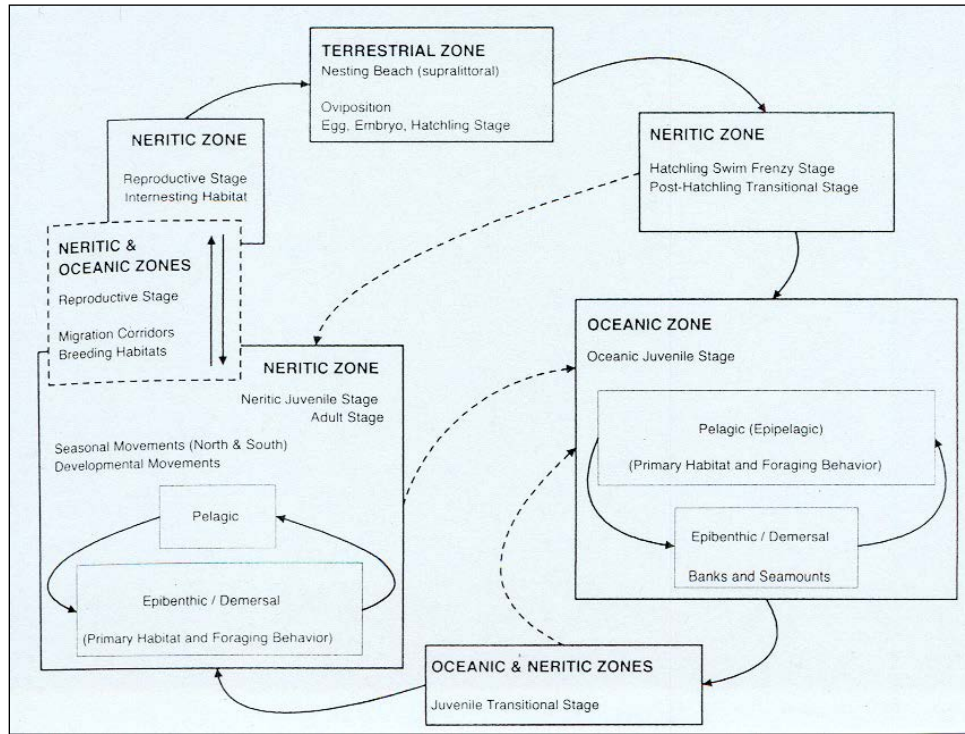 TERRESTRIAL ZONE
Nesting Beach (supralittoral)
Oviposition
Egg, Embryo, Hatchling Stage
NERITIC ZONE
Hatchling Swim Frenzy Stage
Post-Hatchling Transitional Stage
NERITIC ZONE
Reproductive Stage
Internesting Habitat
NERITIC &
OCEANIC ZONES
Reproductive Stage
Migration Corridors
Breeding Habitats
OCEANIC ZONE
Oceanic Juvenile Stage
Pelagic (Epipelagic)
(Primary Habitat and Foraging Behavior)
Epibenthic / Demersal
Banks and Seamounts
NERITIC ZONE
Neritic Juvenile Stage
Adult Stage
Seasonal Movements (North & South)
Developmental Movements
Pelagic
Epibenthic / Demersal
(Primary Habitat and Foraging Behavior)
OCEANIC & NERITIC ZONES
Juvenile Transitional Stage